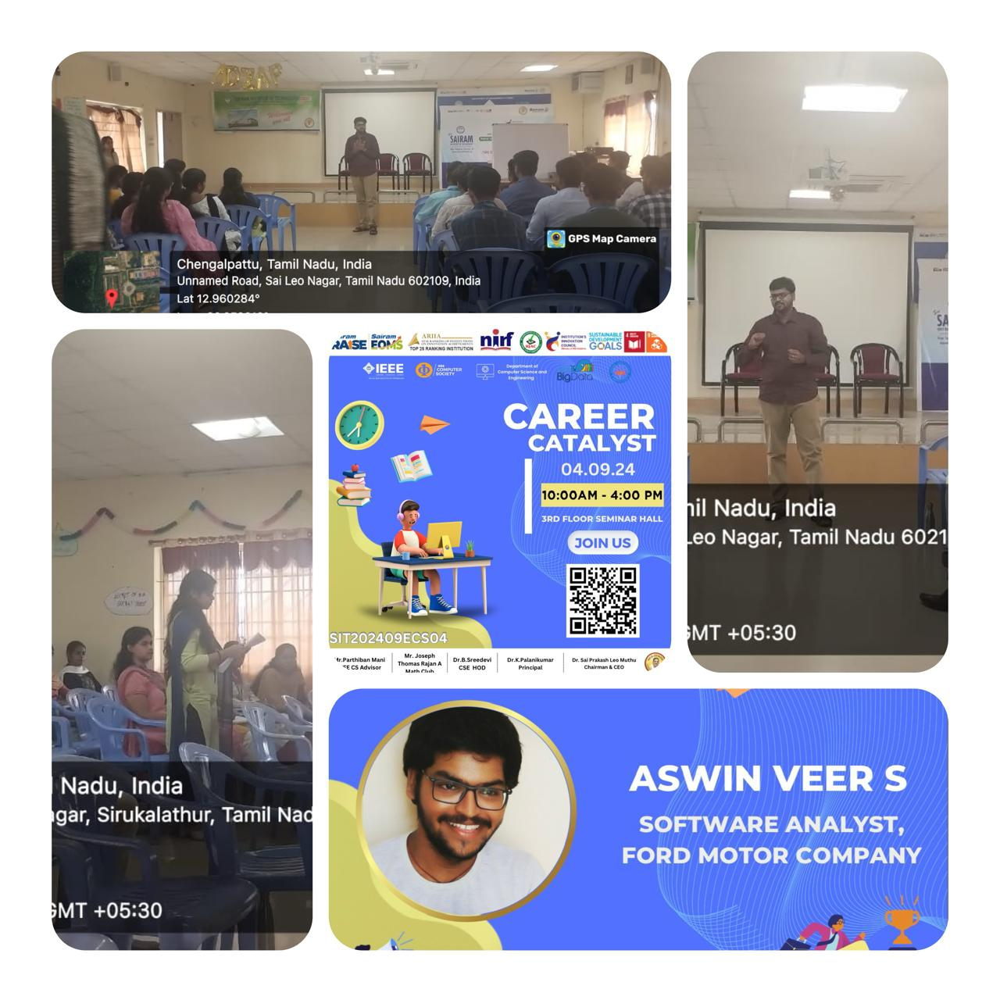 Welcome
you all
SAIRAM
GPS Map Camera
Chengalpattu, Tamil Nadu, India
Unnamed Road, Sai Leo Nagar, Tamil Nadu 602109, India
Lat 12.960284°
nil Nadu, India
Leo Nagar, Tamil Nadu 6021
GMT +05:30
Nadu, India
agar, Sirukalathur, Tamil Nad
GMT +05:30
Sairam
EOMS
ARIIA
TOP 25 RANKING INSTITUTION
nirf
IQAC
INSTITUTION'S
INNOVATION
COUNCIL
SUSTAINABLE
DEVELOPMENT
GOALS
IEEE
IEEE
COMPUTER
SOCIETY
Department of
Computer Science and
Engineering
BigData
CAREER
CATALYST
04.09.24
10:00AM - 4:00 PM
3RD FLOOR SEMINAR HALL
JOIN US
SIT202409ECS04
Mr.Parthiban Mani
CS Advisor
Mr. Joseph
Thomas Rajan A
Math Club
Dr.B.Sreedevi
CSE HOD
Dr.K.Palanikumar
Principal
Dr. Sai Prakash Leo Muthu
Chairman & CEO
ASWIN VEER S
SOFTWARE ANALYST,
FORD MOTOR COMPANY